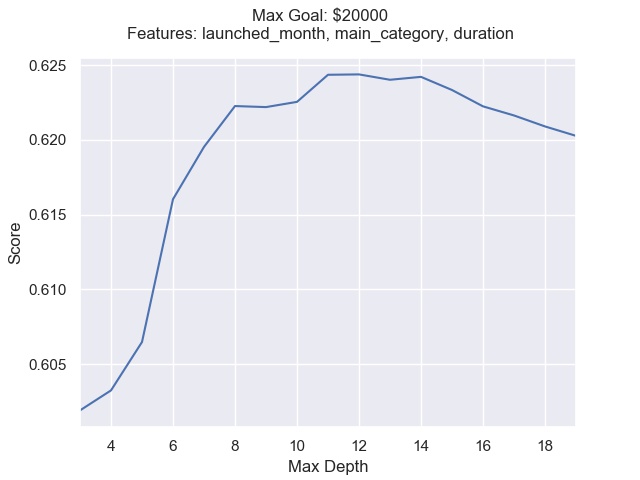 Max Goal: $20000
Features: launched_month, main_category, duration
0.625
0.620
0.615
0.610
0.605
Score
4 6 8 10 12 14 16 18
Max Depth